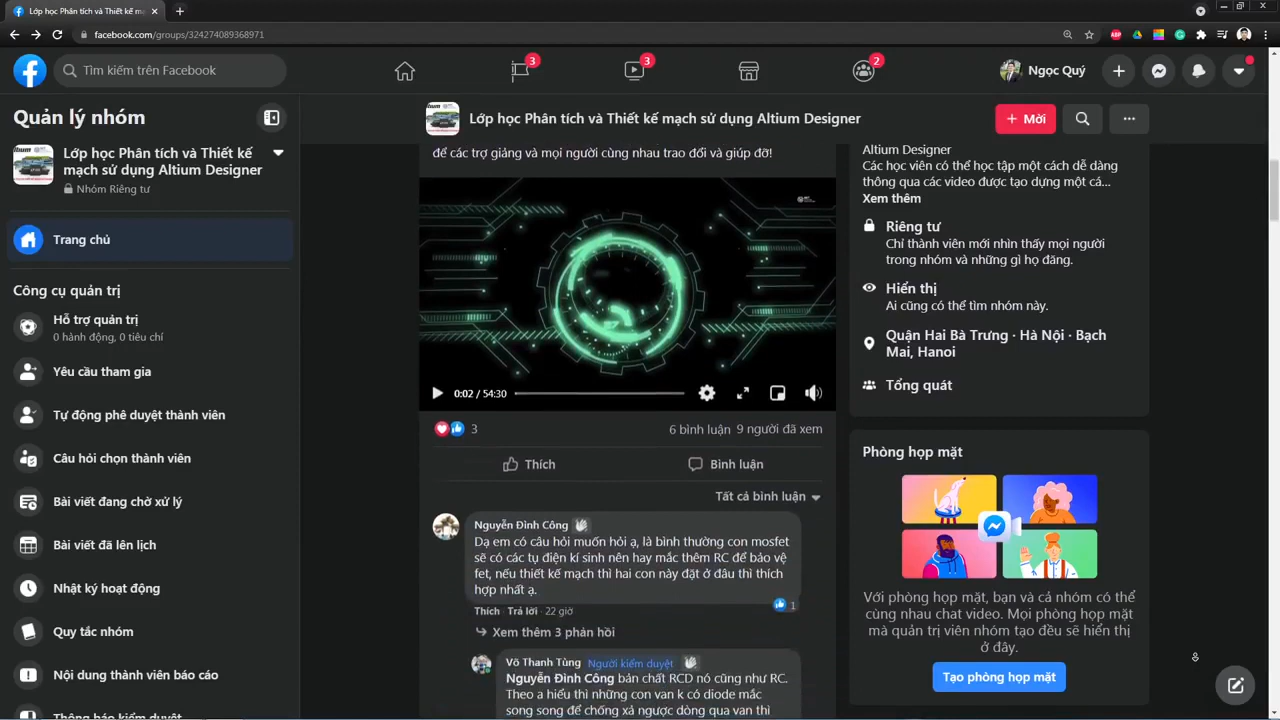 Lớp học Phân tích và Thiết kế m
facebook.com/groups/324274089368971
ABP
Tìm kiếm trên Facebook
3
3
2
Ngọc Quý
Quản lý nhóm
Lớp học Phân tích và Thiết kế
mạch sử dụng Altium Designer
Nhóm Riêng tư
Trang chủ
Công cụ quản trị
Hỗ trợ quản trị
0 hành động, 0 tiêu chí
Yêu cầu tham gia
Tự động phê duyệt thành viên
Câu hỏi chọn thành viên
Bài viết đang chờ xử lý
Bài viết đã lên lịch
Nhật ký hoạt động
Quy tắc nhóm
Nội dung thành viên báo cáo
Thông báo kiểm duyệt
Lớp học Phân tích và Thiết kế mạch sử dụng Altium Designer
Mời
để các trợ giảng và mọi người cùng nhau trao đổi và giúp đỡ!
0:02 / 54:30
3
6 bình luận 9 người đã xem
Thích
Bình luận
Tất cả bình luận
Nguyễn Đình Công
Dạ em có câu hỏi muốn hỏi ạ, là bình thường con mosfet
sẽ có các tụ điện kí sinh nên hay mắc thêm RC để bảo vệ
fet, nếu thiết kế mạch thì hai con này đặt ở đâu thì thích
hợp nhất ạ.
1
Thích · Trả lời · 22 giờ
Xem thêm 3 phản hồi
Võ Thanh Tùng Người kiểm duyệt
Nguyễn Đình Công bản chất RCD nó cũng như RC.
Theo a hiểu thì những con van k có diode mắc
song song để chống xả ngược dòng qua van thì
Altium Designer
Các học viên có thể học tập một cách dễ dàng
thông qua các video được tạo dựng một cá...
Xem thêm
Riêng tư
Chỉ thành viên mới nhìn thấy mọi người
trong nhóm và những gì họ đăng.
Hiển thị
Ai cũng có thể tìm nhóm này.
Quận Hai Bà Trưng · Hà Nội · Bạch
Mai, Hanoi
Tổng quát
Phòng họp mặt
Với phòng họp mặt, bạn và cả nhóm có thể
cùng nhau chat video. Mọi phòng họp mặt
mà quản trị viên nhóm tạo đều sẽ hiển thị
ở đây.
Tạo phòng họp mặt